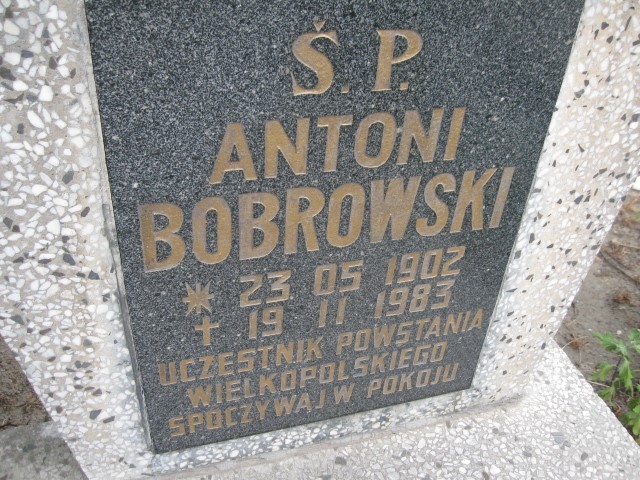 Ś.P.
ANTONI
BOBROWSKI
* 23 05 1902
† 19 11 1983
UCZESTNIK POWSTANIA
WIELKOPOLSKIEGO
SPOCZYWAJ W POKOJU